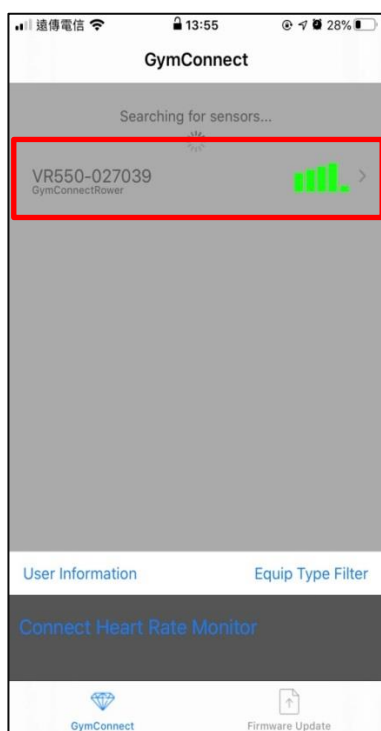 遠傳電信 13:55 28%
GymConnect
Searching for sensors...
VR550-027039
GymConnectRower
User Information Equip Type Filter
Connect Heart Rate Monitor
GymConnect Firmware Update